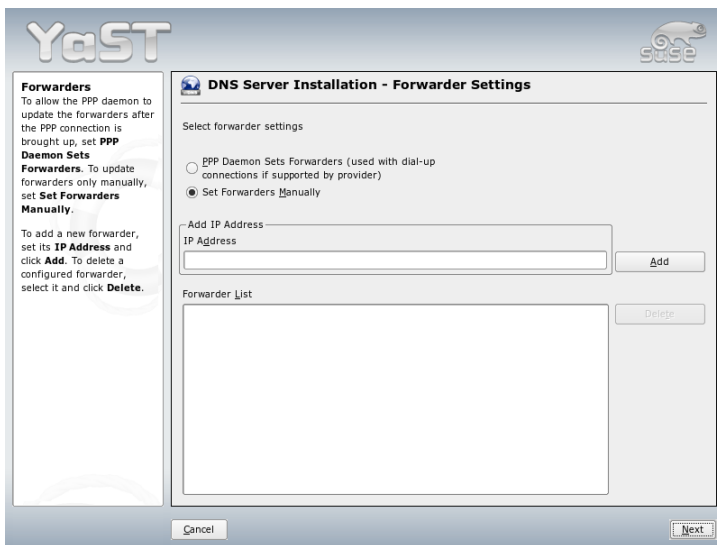 YaST
SUSE
Forwarders
To allow the PPP daemon to
update the forwarders after
the PPP connection is
brought up, set PPP
Daemon Sets
Forwarders. To update
forwarders only manually,
set Set Forwarders
Manually.
To add a new forwarder,
set its IP Address and
click Add. To delete a
configured forwarder,
select it and click Delete.
DNS Server Installation - Forwarder Settings
Select forwarder settings
PPP Daemon Sets Forwarders (used with dial-up
connections if supported by provider)
Set Forwarders Manually
Add IP Address
IP Address
Add
Forwarder List
Delete
Cancel
Next